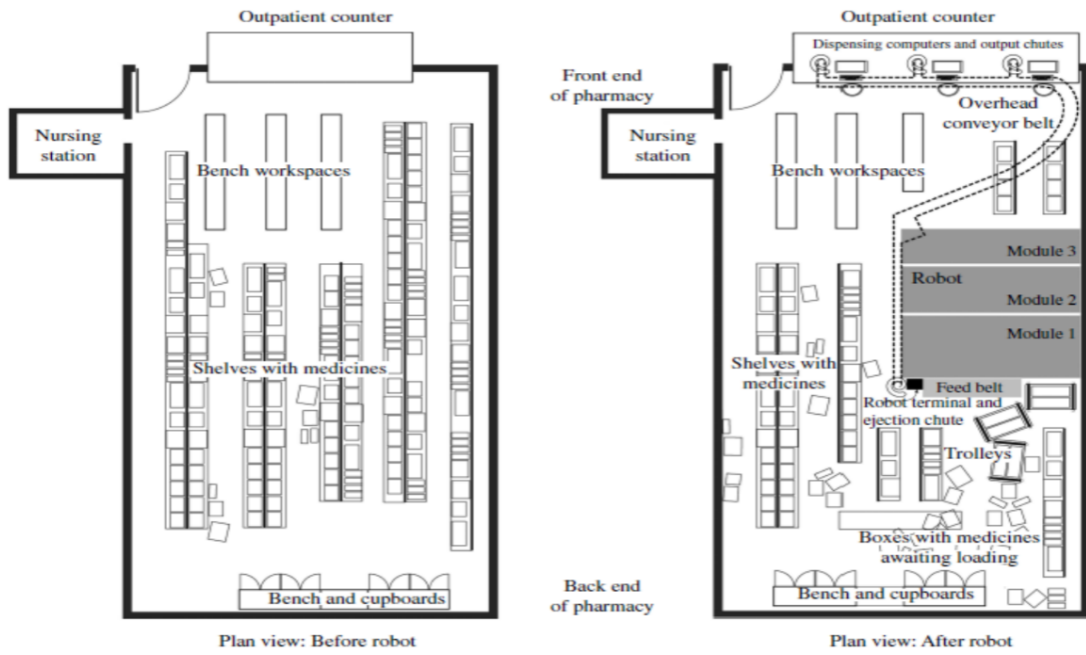 Outpatient counter
Nursing
station
Bench workspaces
Shelves with medicines
Bench and cupboards
Plan view: Before robot
Outpatient counter
Dispensing computers and output chutes
Front end
of pharmacy
Overhead
conveyor belt
Nursing
station
Bench workspaces
Module 3
Robot
Module 2
Module 1
Shelves with
medicines
Feed belt
Robot terminal and
ejection chute
Trolleys
Boxes with medicines
awaiting loading
Back end
of pharmacy
Bench and cupboards
Plan view: After robot